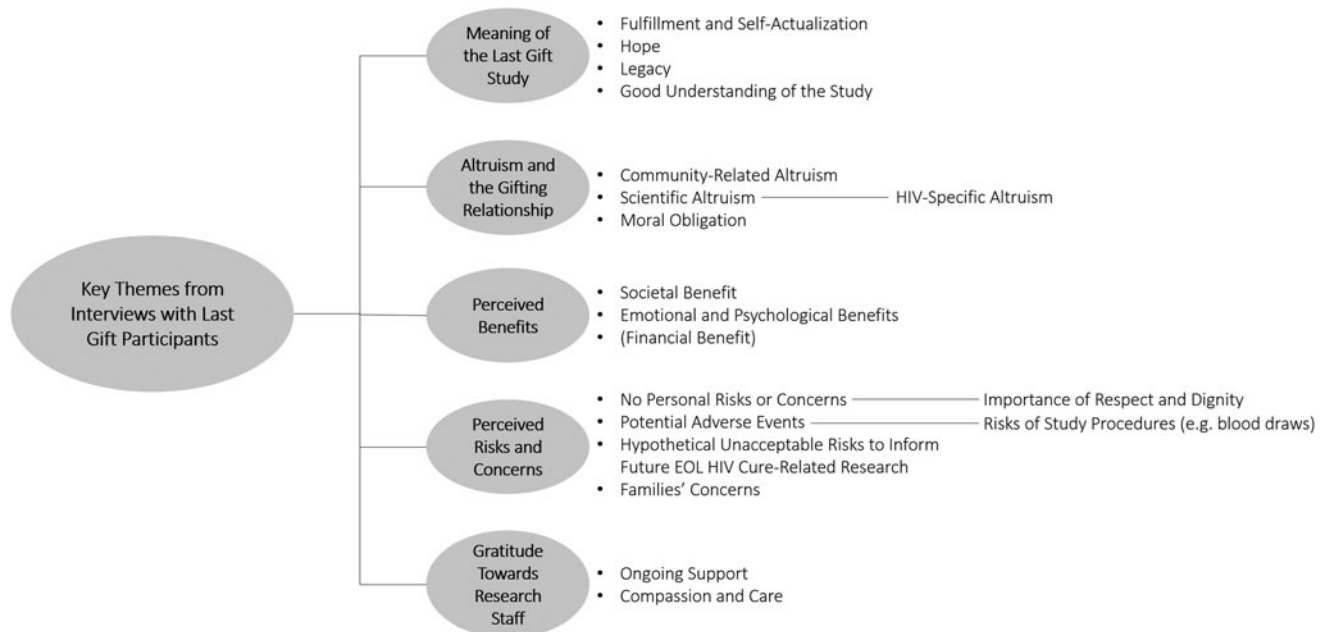 Key Themes from
Interviews with Last
Gift Participants
Meaning of
the Last Gift
Study
• Fulfillment and Self-Actualization
• Hope
• Legacy
• Good Understanding of the Study
Altruism and
the Gifting
Relationship
• Community-Related Altruism
• Scientific Altruism HIV-Specific Altruism
• Moral Obligation
Perceived
Benefits
• Societal Benefit
• Emotional and Psychological Benefits
• (Financial Benefit)
Perceived
Risks and
Concerns
• No Personal Risks or Concerns Importance of Respect and Dignity
• Potential Adverse Events Risks of Study Procedures (e.g. blood draws)
• Hypothetical Unacceptable Risks to Inform
Future EOL HIV Cure-Related Research
• Families’ Concerns
Gratitude
Towards
Research
Staff
• Ongoing Support
• Compassion and Care